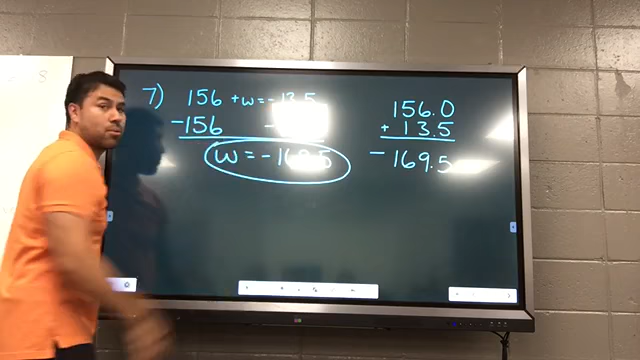 7) 156 + w = -13.5
-156 -
w = -169.5
156.0
+ 13.5
-169.5